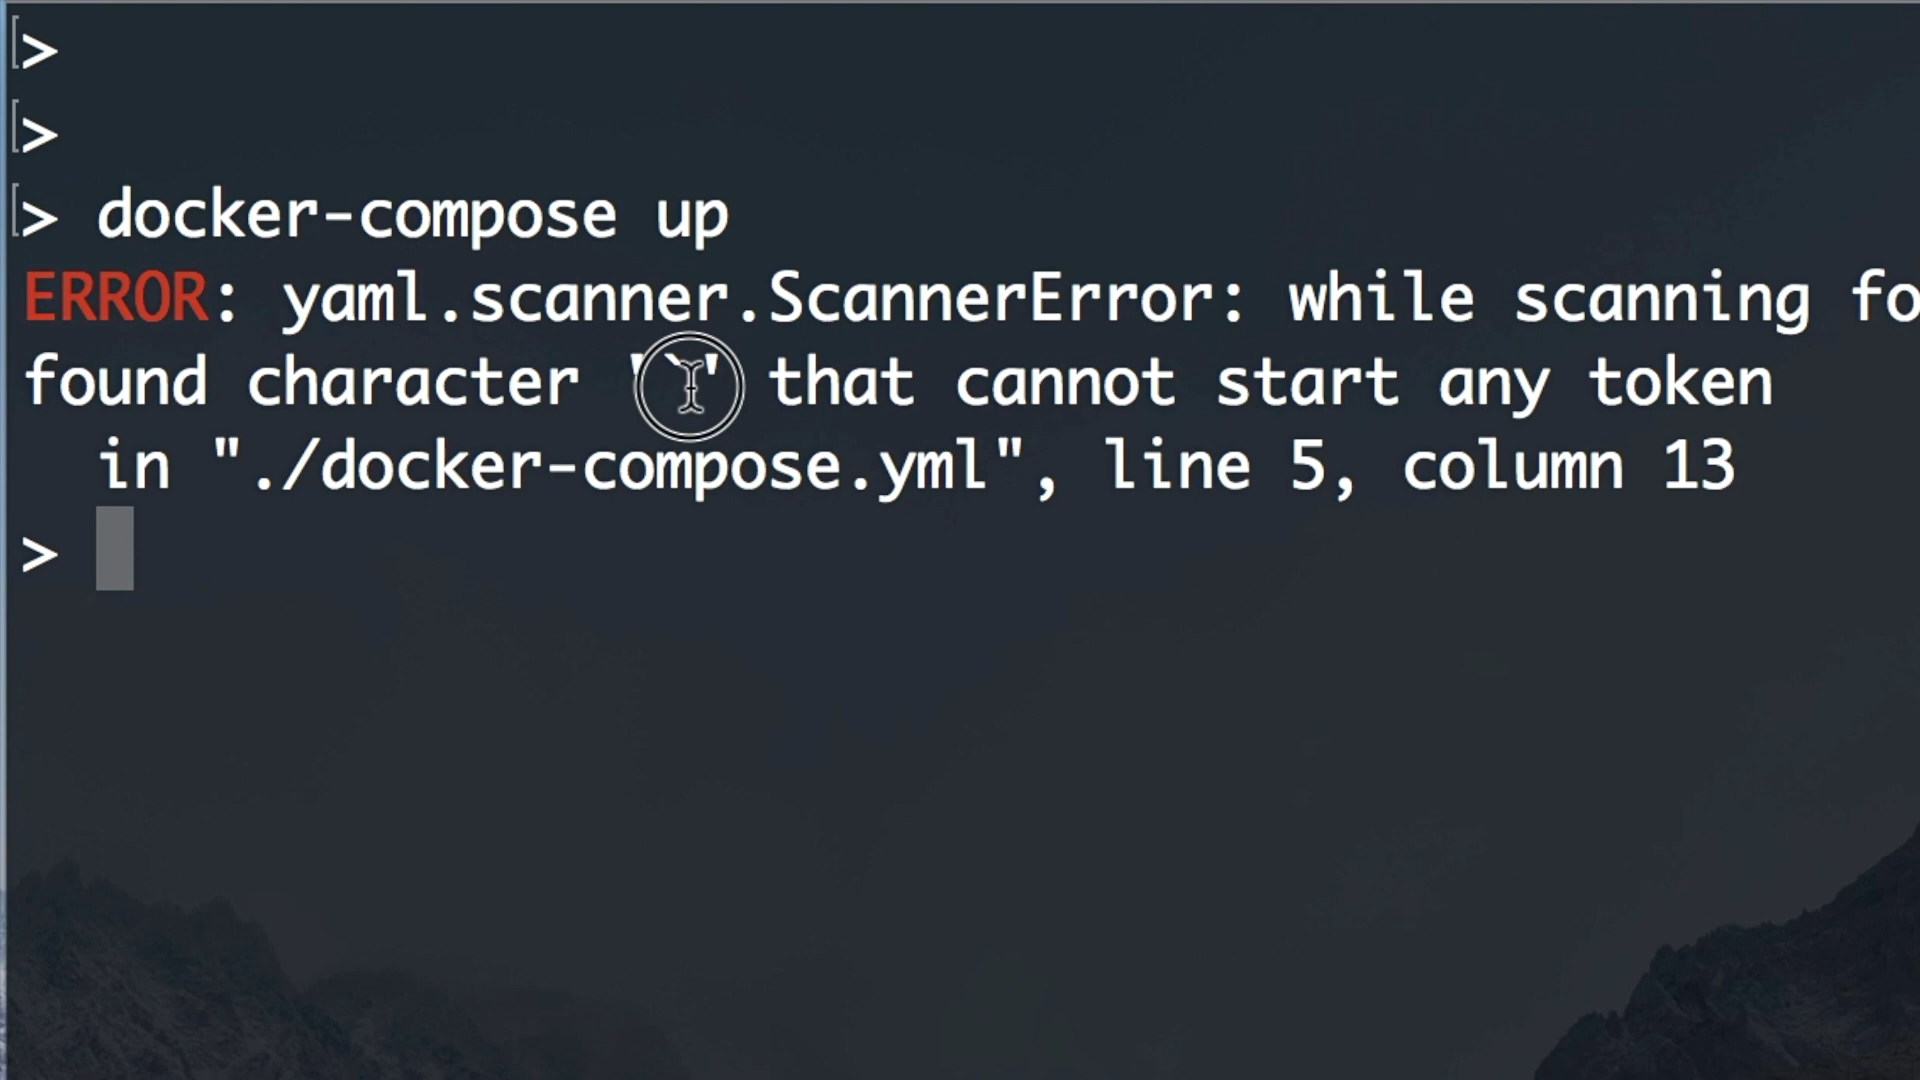 >
>
> docker-compose up
ERROR: yaml.scanner.ScannerError: while scanning fo
found character '`' that cannot start any token
in "./docker-compose.yml", line 5, column 13
>